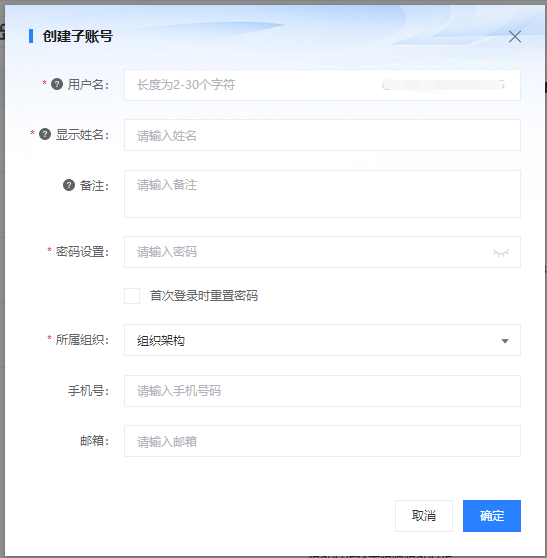 创建子账号
* 用户名: 长度为2-30个字符
* 显示姓名: 请输入姓名
备注: 请输入备注
* 密码设置: 请输入密码
首次登录时重置密码
* 所属组织: 组织架构
手机号: 请输入手机号码
邮箱: 请输入邮箱
取消 确定